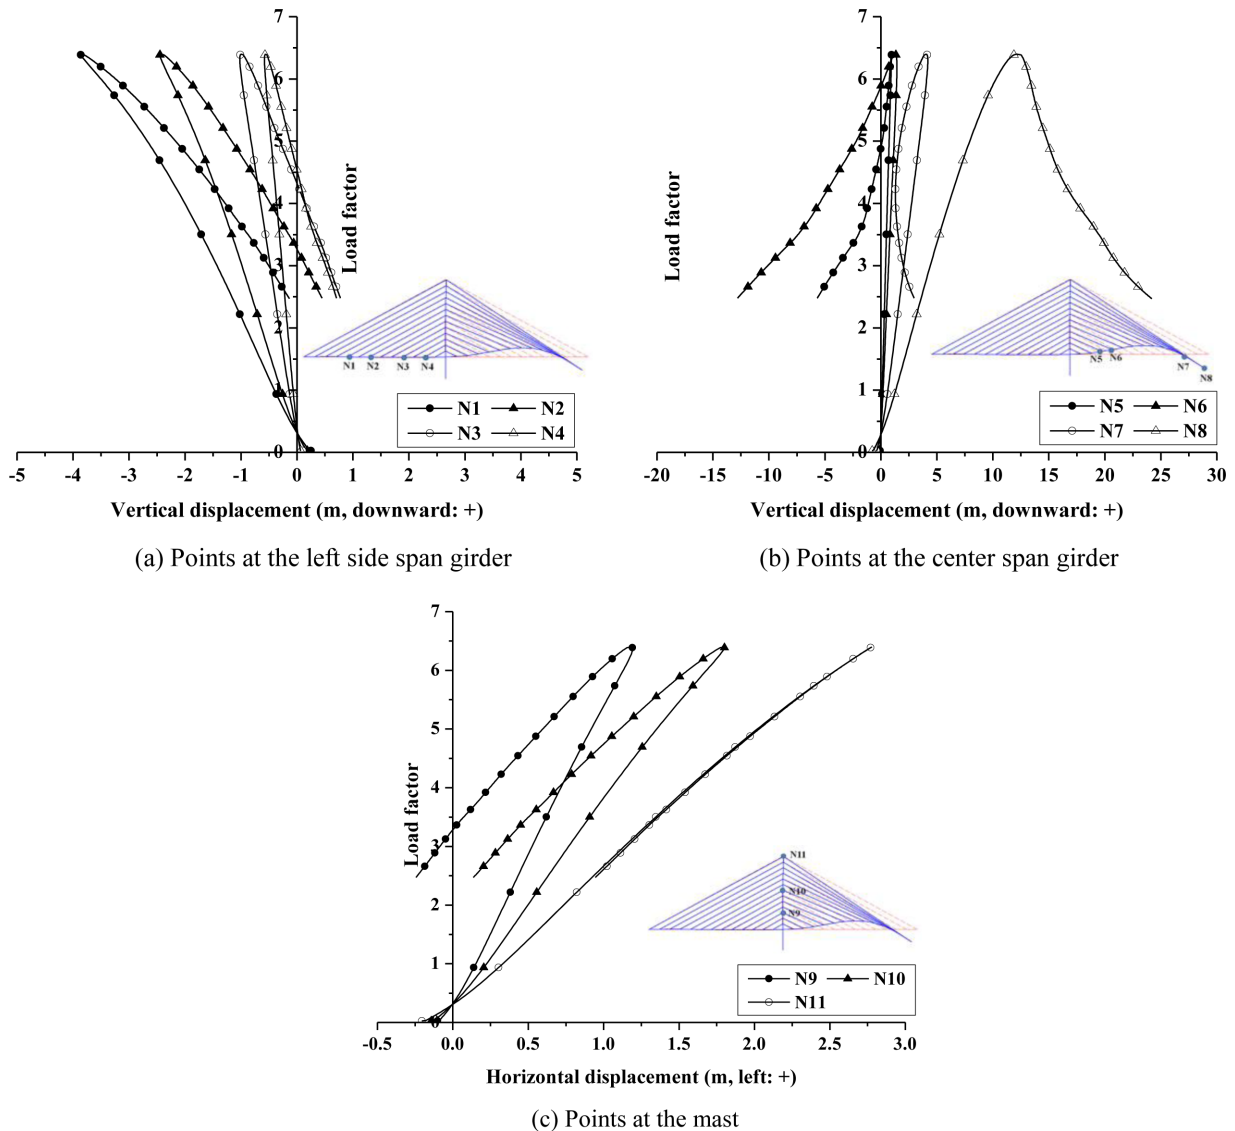 7
6
5
4
3
2
1
0
Load factor
N1 N2 N3 N4
N1 N2
N3 N4
-5 -4 -3 -2 -1 0 1 2 3 4 5
Vertical displacement (m, downward: +)
(a) Points at the left side span girder
7
6
5
4
3
2
1
0
Load factor
N5 N6 N7 N8
N5 N6
N7 N8
-20 -15 -10 -5 0 5 10 15 20 25 30
Vertical displacement (m, downward: +)
(b) Points at the center span girder
7
6
5
4
3
2
1
0
Load factor
N11
N10
N9
N9 N10
N11
-0.5 0.0 0.5 1.0 1.5 2.0 2.5 3.0
Horizontal displacement (m, left: +)
(c) Points at the mast